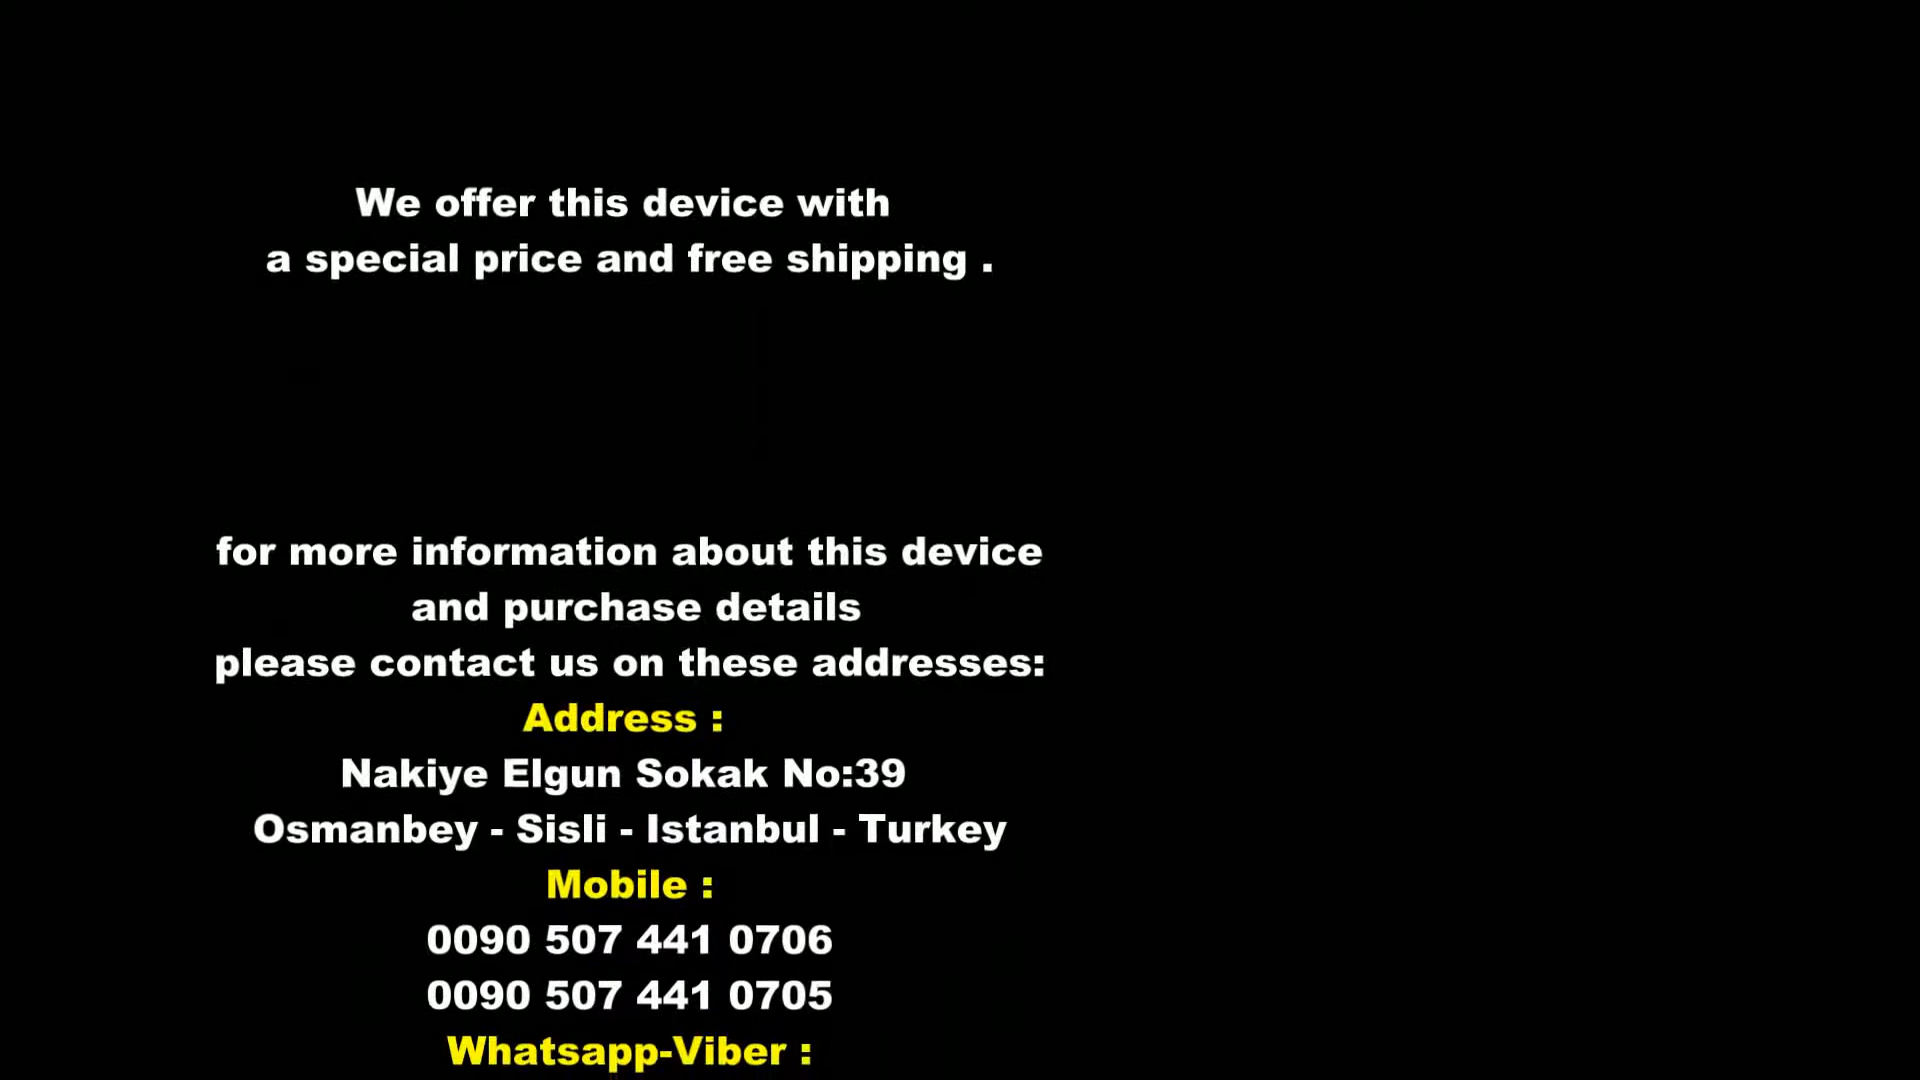 We offer this device with
a special price and free shipping .
for more information about this device
and purchase details
please contact us on these addresses:
Address :
Nakiye Elgun Sokak No:39
Osmanbey - Sisli - Istanbul - Turkey
Mobile :
0090 507 441 0706
0090 507 441 0705
Whatsapp-Viber :